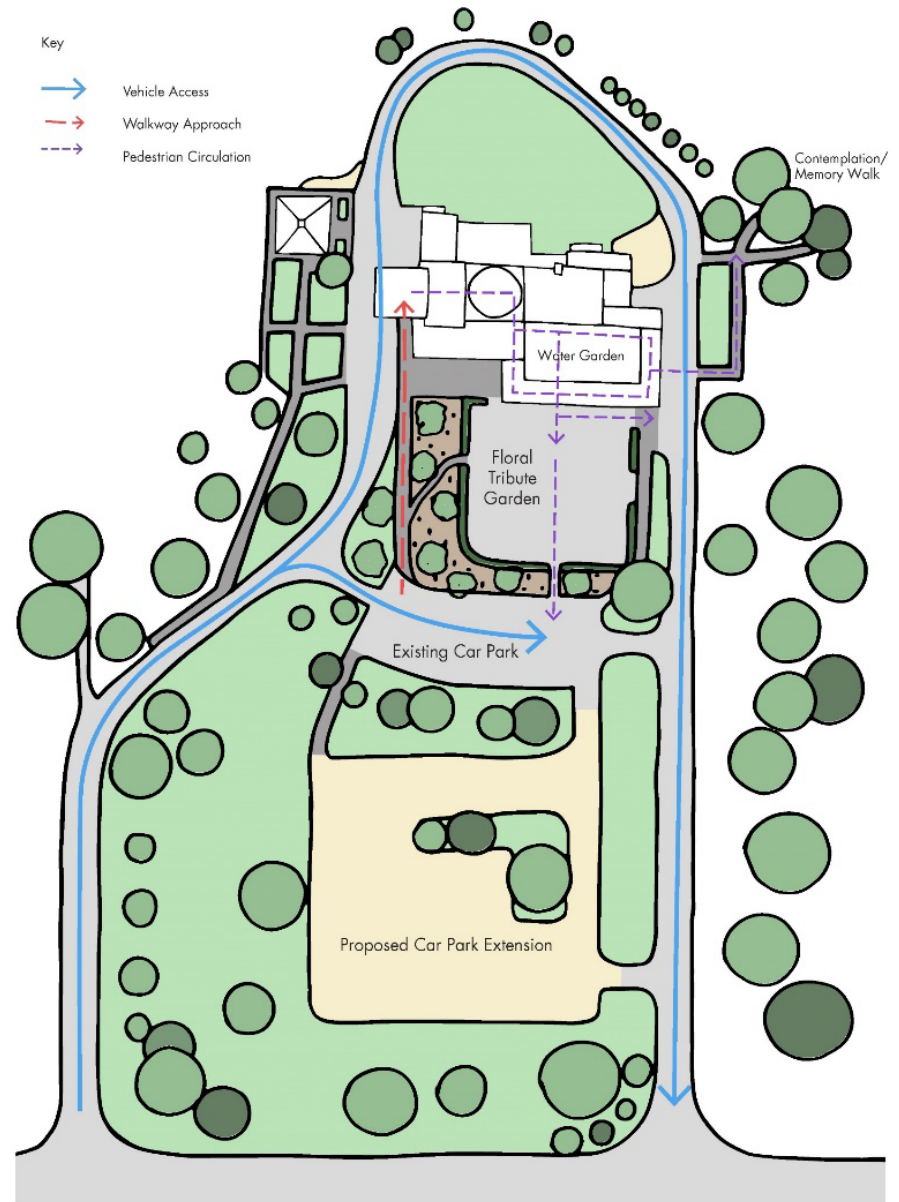 Key
Vehicle Access
Walkway Approach
Pedestrian Circulation
Contemplation/
Memory Walk
Water Garden
Floral
Tribute
Garden
Existing Car Park
Proposed Car Park Extension